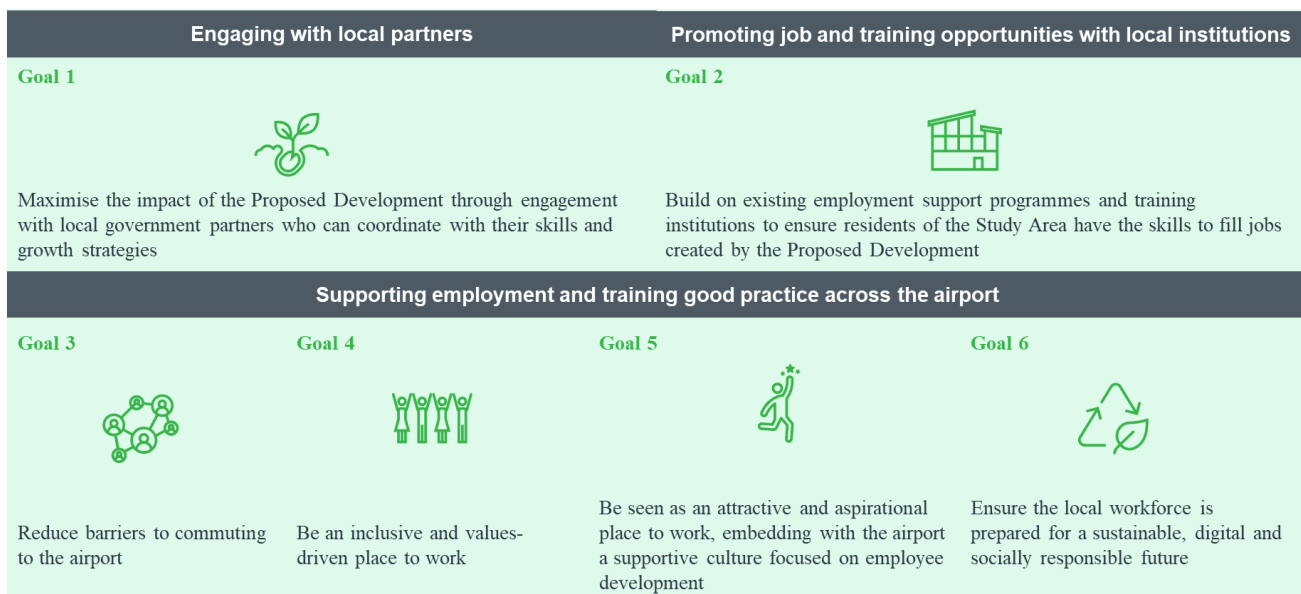 Engaging with local partners
Promoting job and training opportunities with local institutions
Goal 1
Maximise the impact of the Proposed Development through engagement
with local government partners who can coordinate with their skills and
growth strategies
Goal 2
Build on existing employment support programmes and training
institutions to ensure residents of the Study Area have the skills to fill jobs
created by the Proposed Development
Supporting employment and training good practice across the airport
Goal 3
Reduce barriers to commuting
to the airport
Goal 4
Be an inclusive and values-
driven place to work
Goal 5
Be seen as an attractive and aspirational
place to work, embedding with the airport
a supportive culture focused on employee
development
Goal 6
Ensure the local workforce is
prepared for a sustainable, digital and
socially responsible future